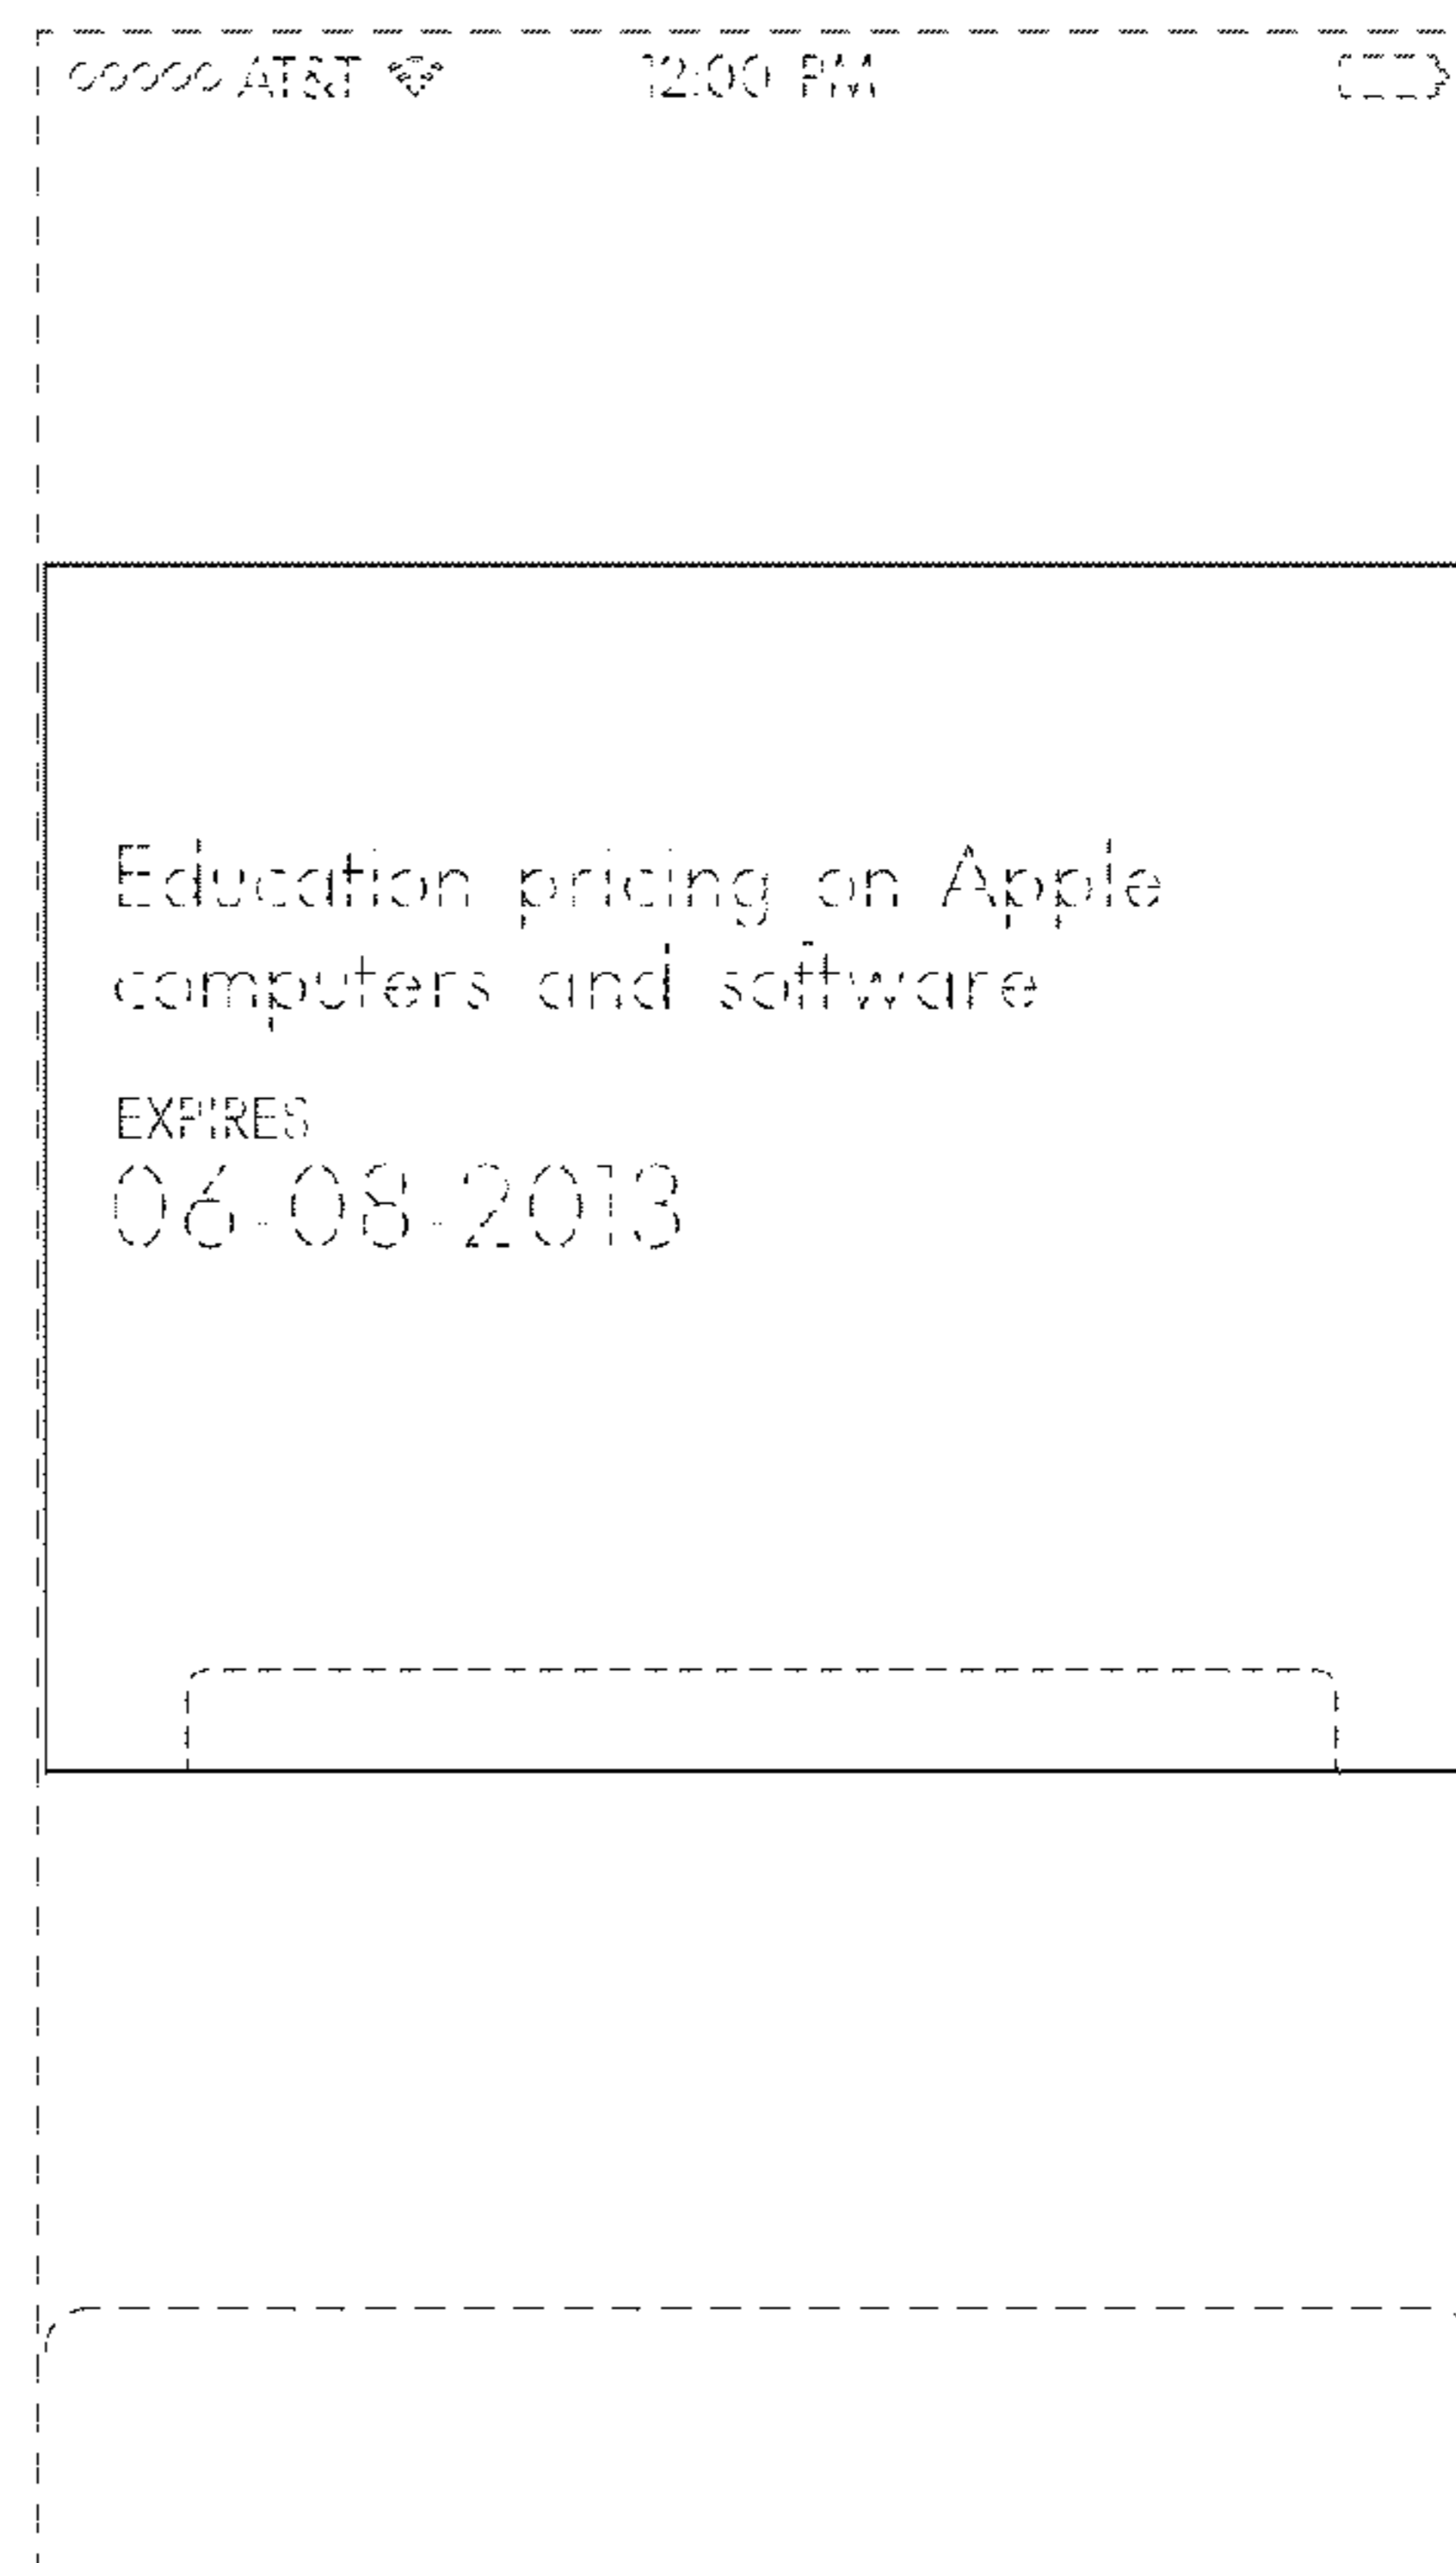 AT&T 12:00 PM
Education pricing on Apple
computers and software
EXPIRES
06-08-2013